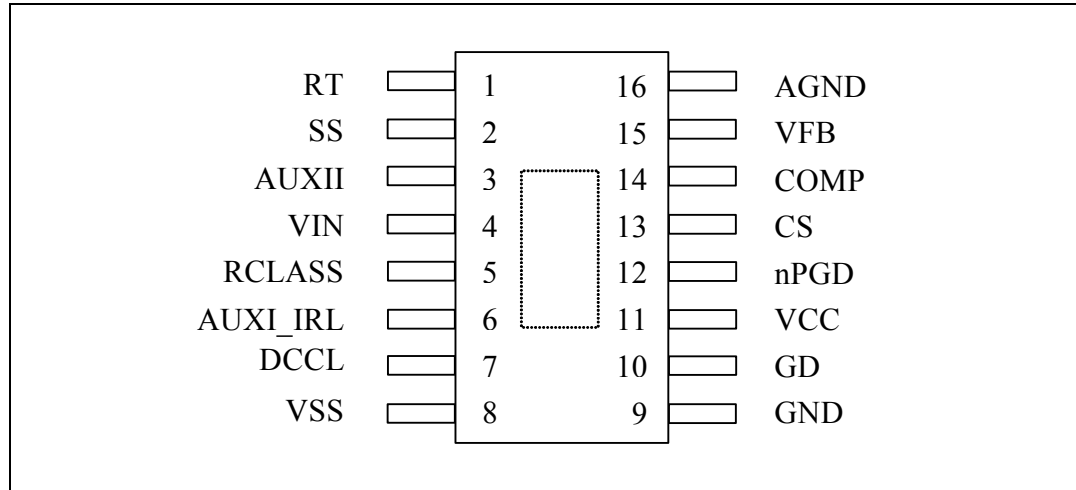 RT 1 16 AGND
SS 2 15 VFB
AUXII 3 14 COMP
VIN 4 13 CS
RCLASS 5 12 nPGD
AUXI_IRL 6 11 VCC
DCCL 7 10 GD
VSS 8 9 GND